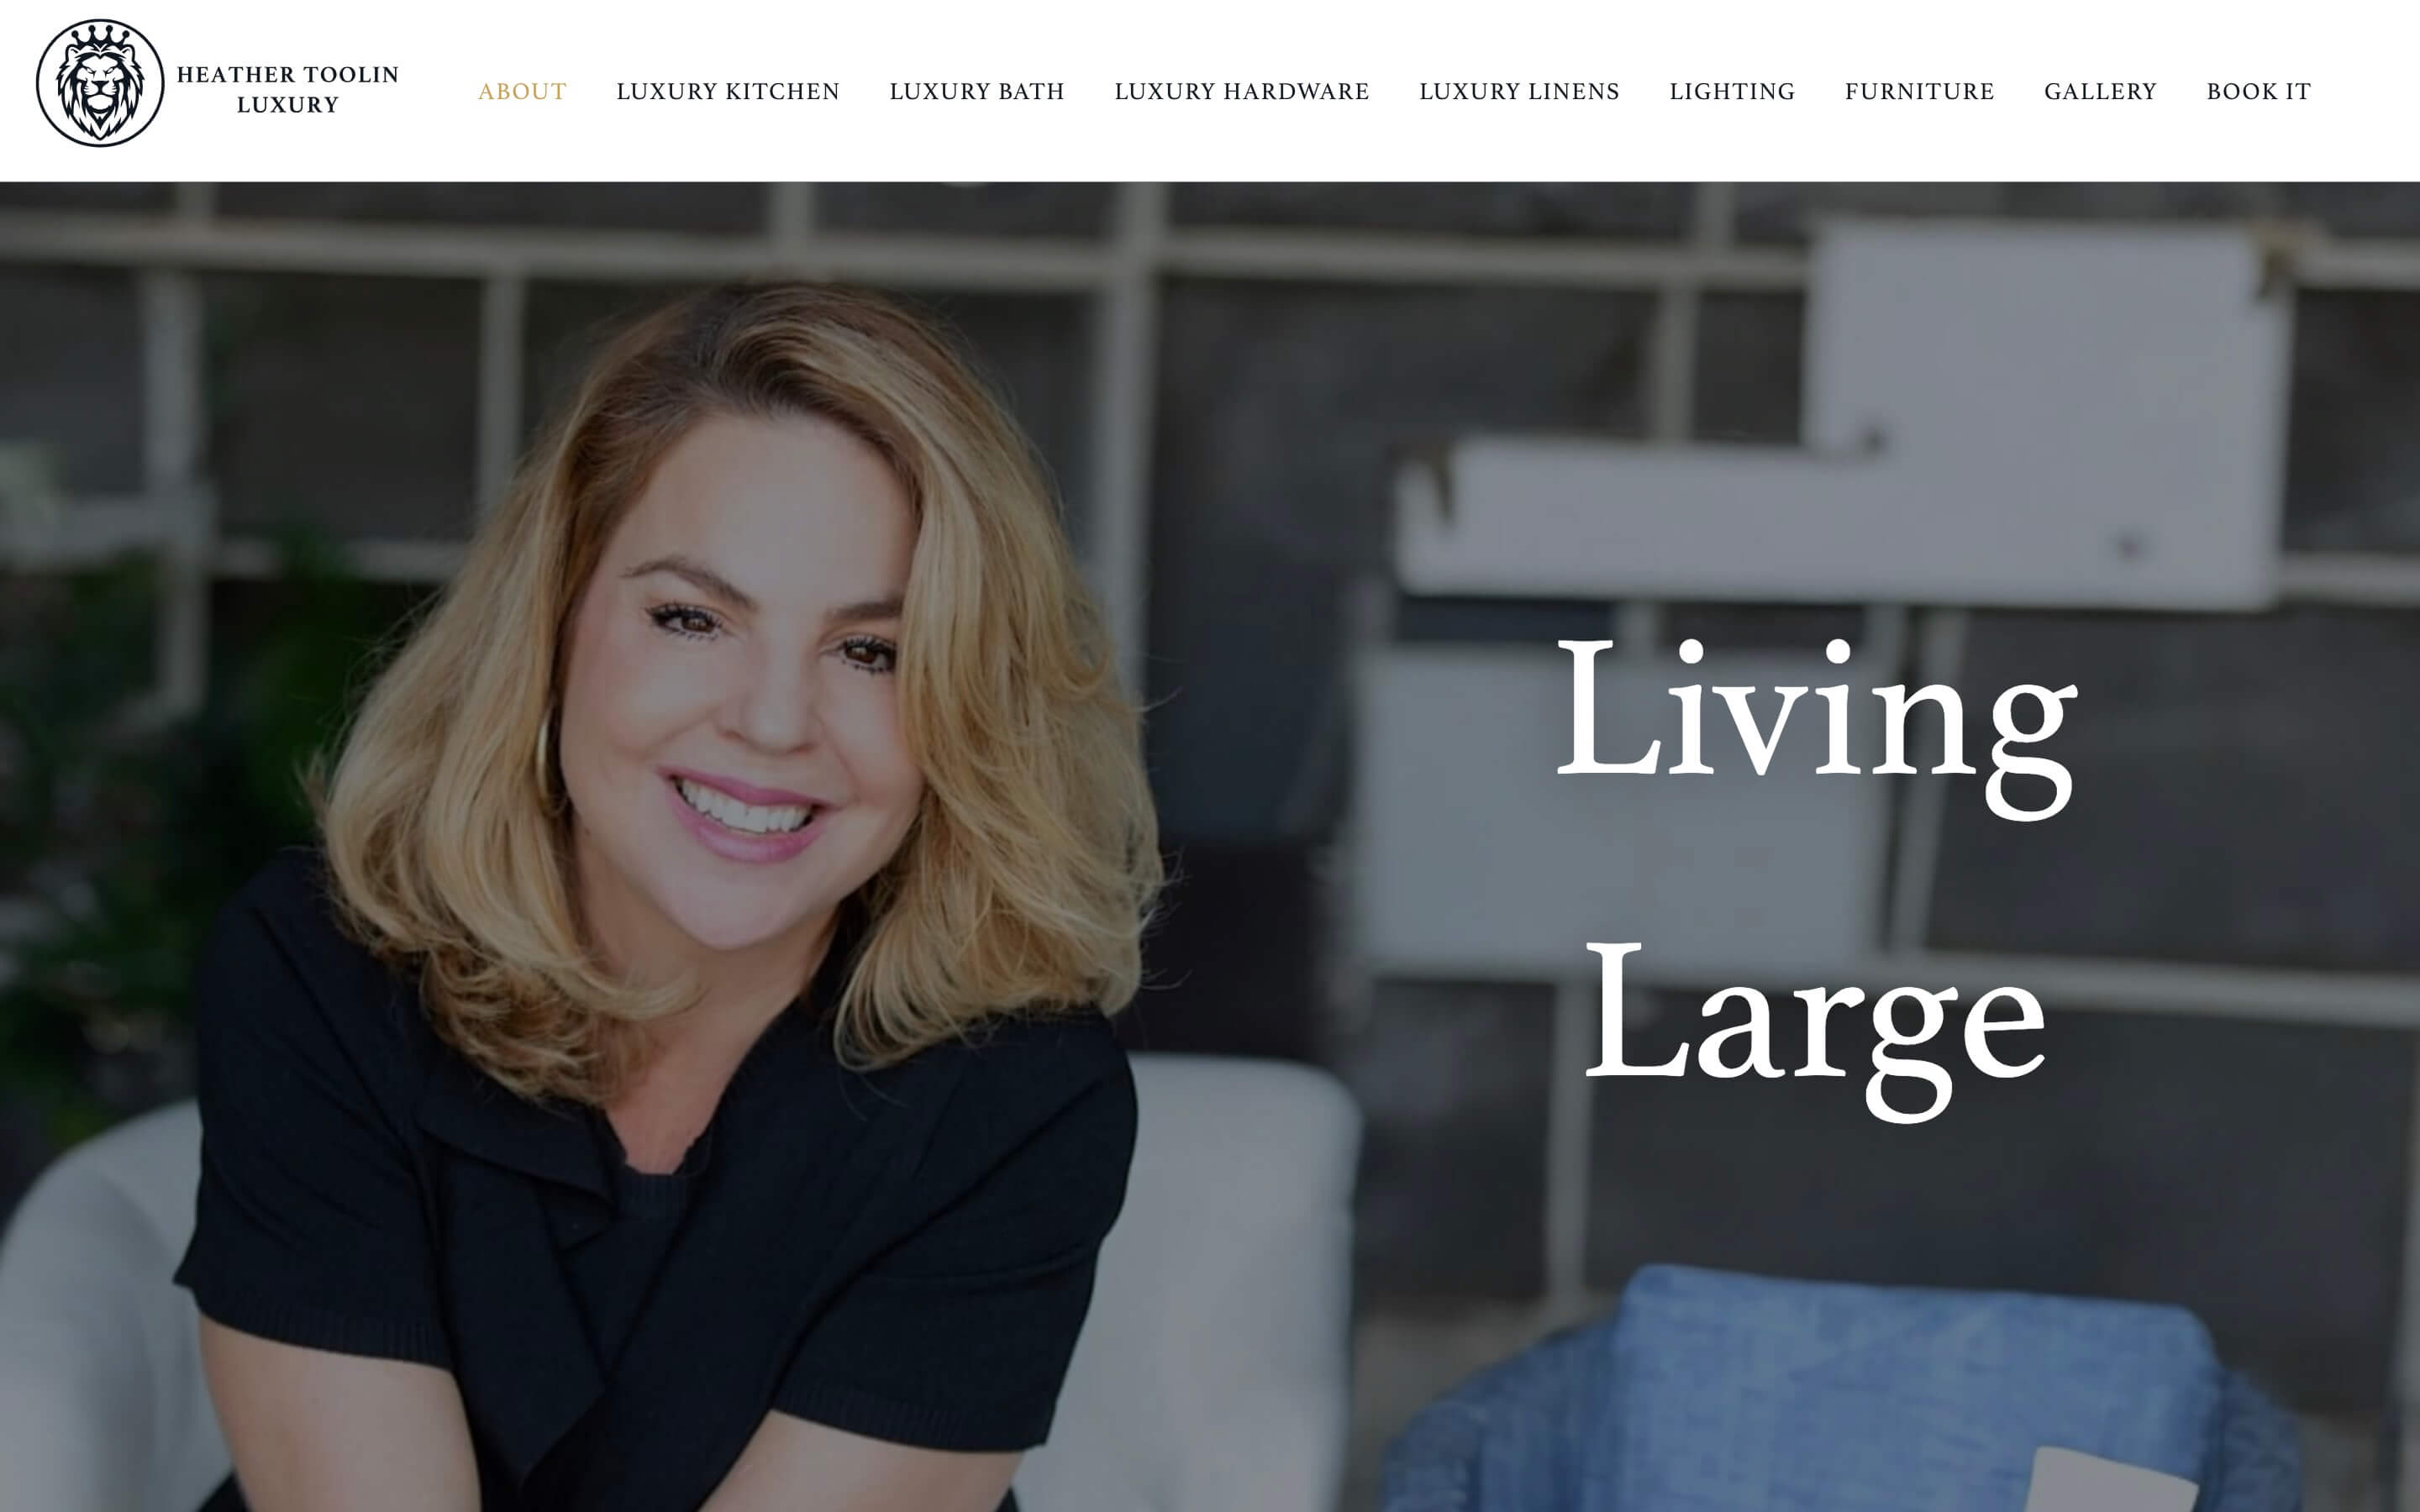 HEATHER TOOLIN
LUXURY
ABOUT LUXURY KITCHEN LUXURY BATH LUXURY HARDWARE LUXURY LINENS LIGHTING FURNITURE GALLERY BOOK IT
Living
Large